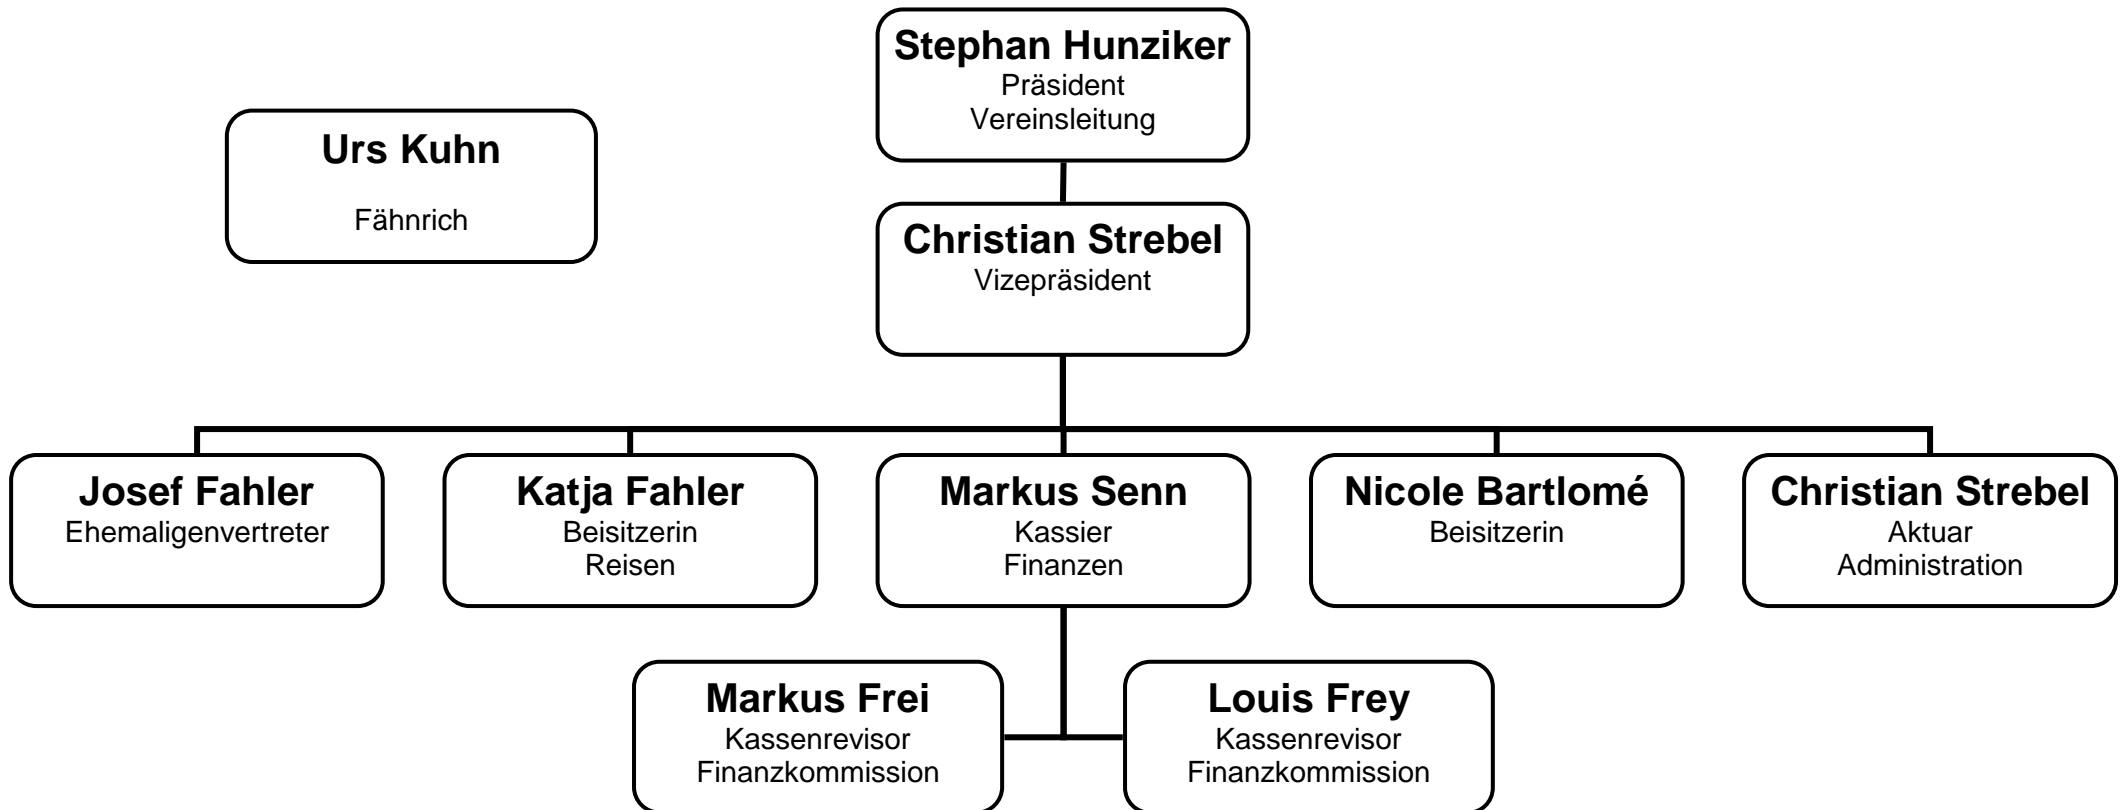 Stephan Hunziker
Präsident
Vereinsleitung
Urs Kuhn
Fähnrich
Christian Strebel
Vizepräsident
Josef Fahler
Ehemaligenvertreter
Katja Fahler
Beisitzerin
Reisen
Markus Senn
Kassier
Finanzen
Nicole Bartlomé
Beisitzerin
Christian Strebel
Aktuar
Administration
Markus Frei
Kassenrevisor
Finanzkommission
Louis Frey
Kassenrevisor
Finanzkommission